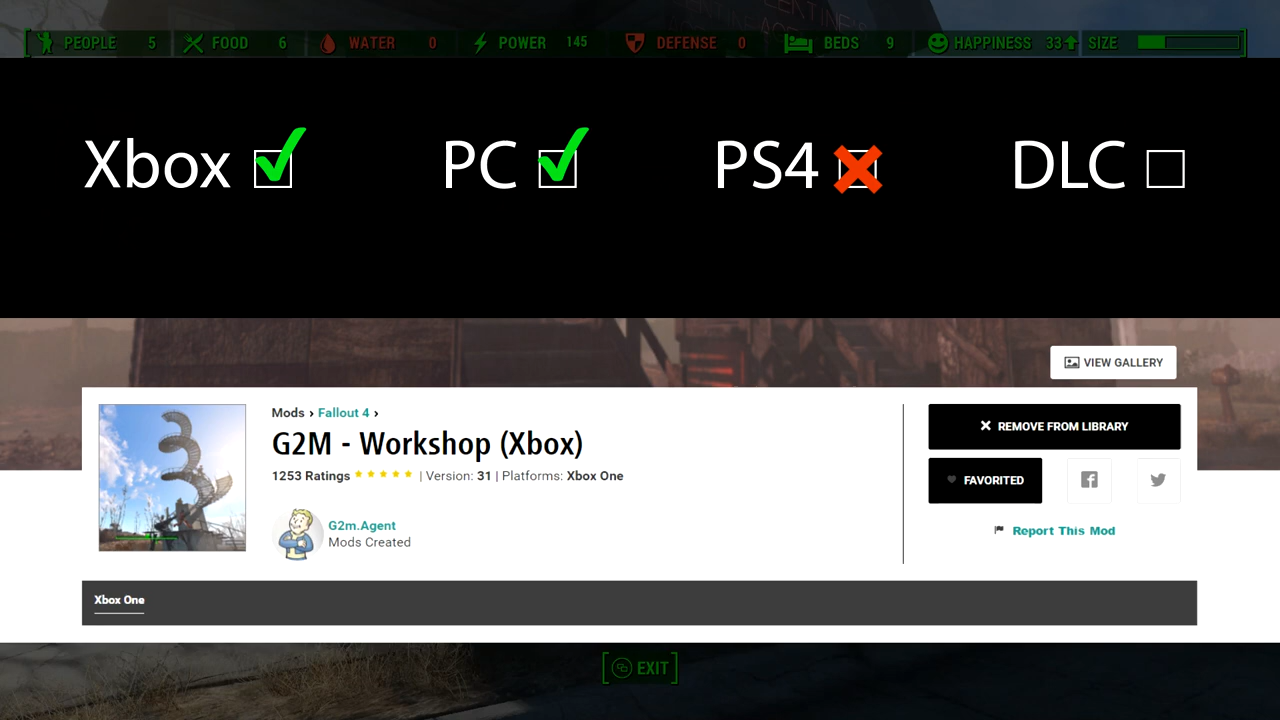 PEOPLE 5 FOOD 6 WATER 0 POWER 145 DEFENSE 0 BEDS 9 HAPPINESS 33 SIZE
Xbox PC PS4 DLC
VIEW GALLERY
Mods › Fallout 4 ›
G2M - Workshop (Xbox)
1253 Ratings | Version: 31 | Platforms: Xbox One
G2m.Agent
Mods Created
REMOVE FROM LIBRARY
FAVORITED
Report This Mod
Xbox One
EXIT